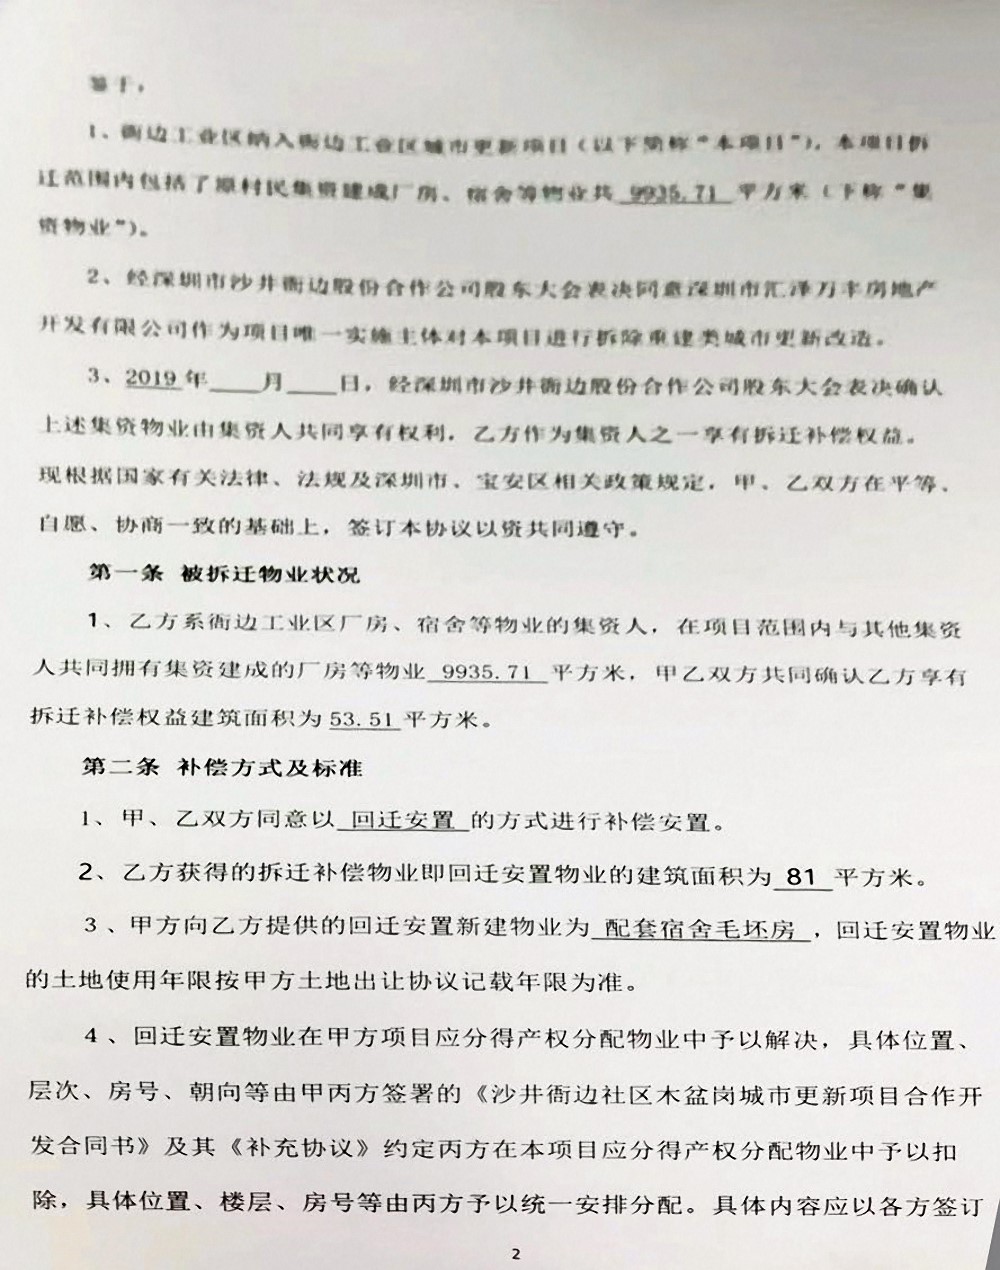 鉴于，
1、衙边工业区纳入衙边工业区城市更新项目（以下简称“本项目”），本项目拆
迁范围内包括了原村民集资建成厂房、宿舍等物业共 9935.71 平方米（下称“集
资物业”）。
2、经深圳市沙井衙边股份合作公司股东大会表决同意深圳市汇泽万丰房地产
开发有限公司作为项目唯一实施主体对本项目进行拆除重建类城市更新改造。
3、2019 年____月____日，经深圳市沙井衙边股份合作公司股东大会表决确认
上述集资物业由集资人共同享有权利，乙方作为集资人之一享有拆迁补偿权益。
现根据国家有关法律、法规及深圳市、宝安区相关政策规定，甲、乙双方在平等、
自愿、协商一致的基础上，签订本协议以资共同遵守。
第一条 被拆迁物业状况
1、乙方系衙边工业区厂房、宿舍等物业的集资人，在项目范围内与其他集资
人共同拥有集资建成的厂房等物业 9935.71 平方米，甲乙双方共同确认乙方享有
拆迁补偿权益建筑面积为 53.51 平方米。
第二条 补偿方式及标准
1、甲、乙双方同意以 回迁安置 的方式进行补偿安置。
2、乙方获得的拆迁补偿物业即回迁安置物业的建筑面积为 81 平方米。
3、甲方向乙方提供的回迁安置新建物业为 配套宿舍毛坯房 ，回迁安置物业
的土地使用年限按甲方土地出让协议记载年限为准。
4、回迁安置物业在甲方项目应分得产权分配物业中予以解决，具体位置、
层次、房号、朝向等由甲丙方签署的《沙井衙边社区木盆岗城市更新项目合作开
发合同书》及其《补充协议》约定丙方在本项目应分得产权分配物业中予以扣
除，具体位置、楼层、房号等由丙方予以统一安排分配。具体内容应以各方签订
2